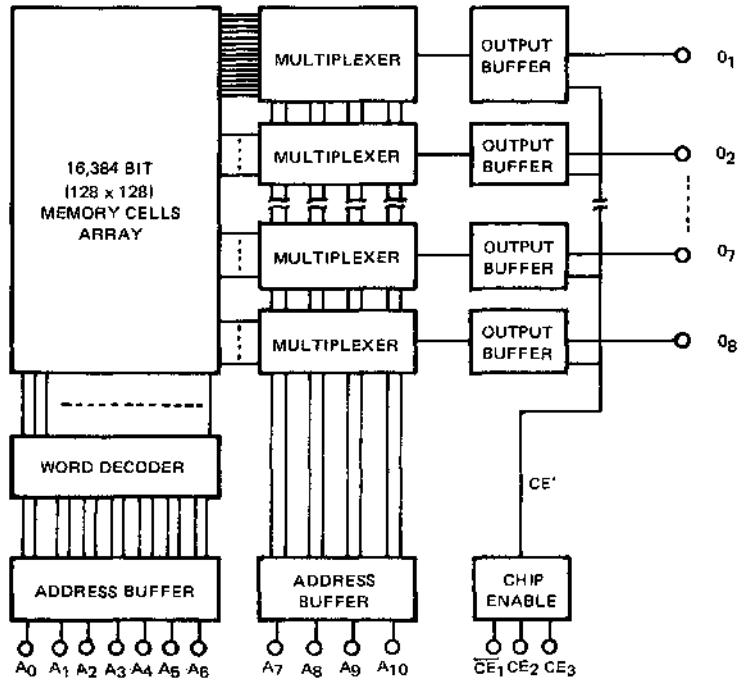 16,384 BIT
(128 x 128)
MEMORY CELLS
ARRAY
MULTIPLEXER
OUTPUT
BUFFER
O1
MULTIPLEXER
OUTPUT
BUFFER
O2
MULTIPLEXER
OUTPUT
BUFFER
O7
MULTIPLEXER
OUTPUT
BUFFER
O8
WORD DECODER
CE'
ADDRESS BUFFER
ADDRESS
BUFFER
CHIP
ENABLE
A0 A1 A2 A3 A4 A5 A6
A7 A8 A9 A10
C̅E̅1 CE2 CE3